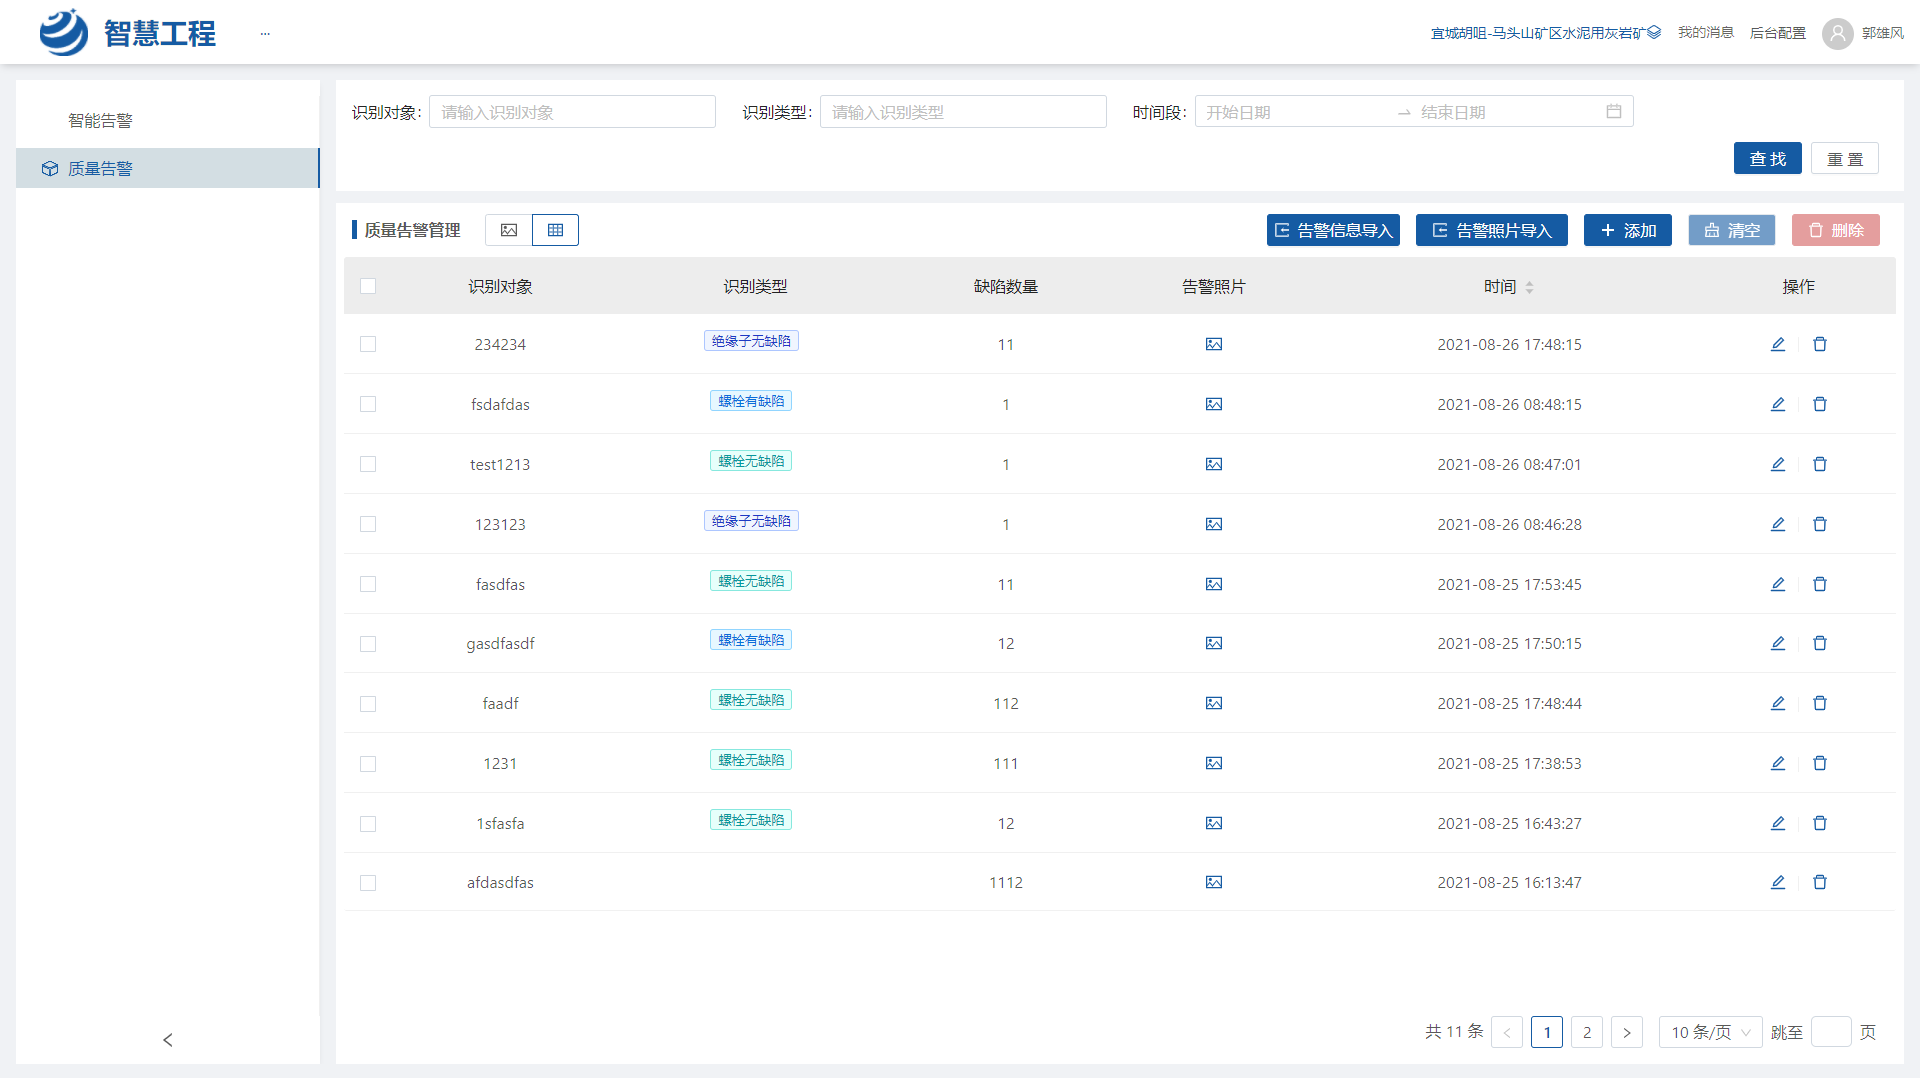 智慧工程
...
宜城胡咀-马头山矿区水泥用灰岩矿 我的消息 后台配置 郭雄风
智能告警
质量告警
识别对象: 请输入识别对象 识别类型: 请输入识别类型 时间段: 开始日期 结束日期
查 找 重 置
质量告警管理 告警信息导入 告警照片导入 添加 清空 删除
识别对象 识别类型 缺陷数量 告警照片 时间 操作
234234 绝缘子无缺陷 11 2021-08-26 17:48:15
fsdafdas 螺栓有缺陷 1 2021-08-26 08:48:15
test1213 螺栓无缺陷 1 2021-08-26 08:47:01
123123 绝缘子无缺陷 1 2021-08-26 08:46:28
fasdfas 螺栓无缺陷 11 2021-08-25 17:53:45
gasdfasdf 螺栓有缺陷 12 2021-08-25 17:50:15
faadf 螺栓无缺陷 112 2021-08-25 17:48:44
1231 螺栓无缺陷 111 2021-08-25 17:38:53
1sfasfa 螺栓无缺陷 12 2021-08-25 16:43:27
afdasdfas 1112 2021-08-25 16:13:47
共 11 条 < 1 2 > 10 条/页 跳至 页